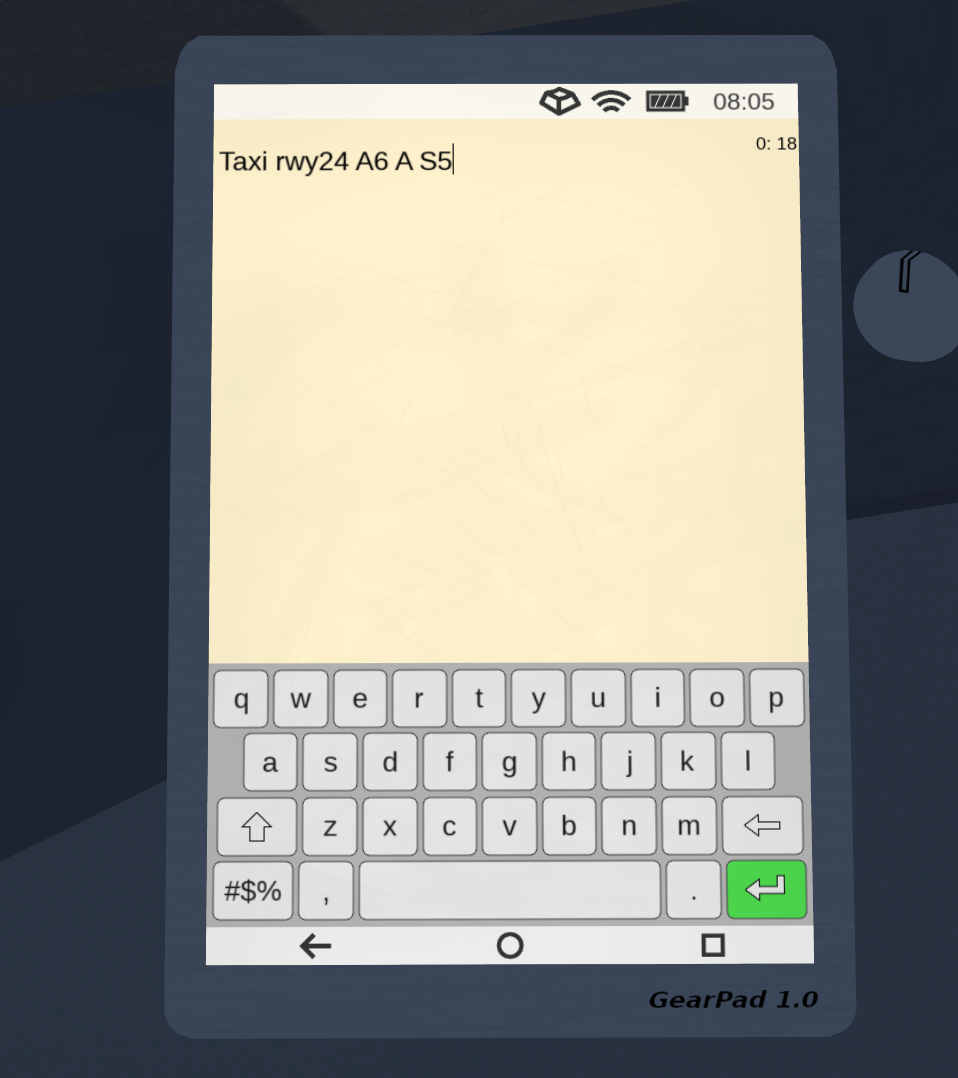 08:05
0: 18
Taxi rwy24 A6 A S5
q w e r t y u i o p
a s d f g h j k l
z x c v b n m
#$% , .
GearPad 1.0